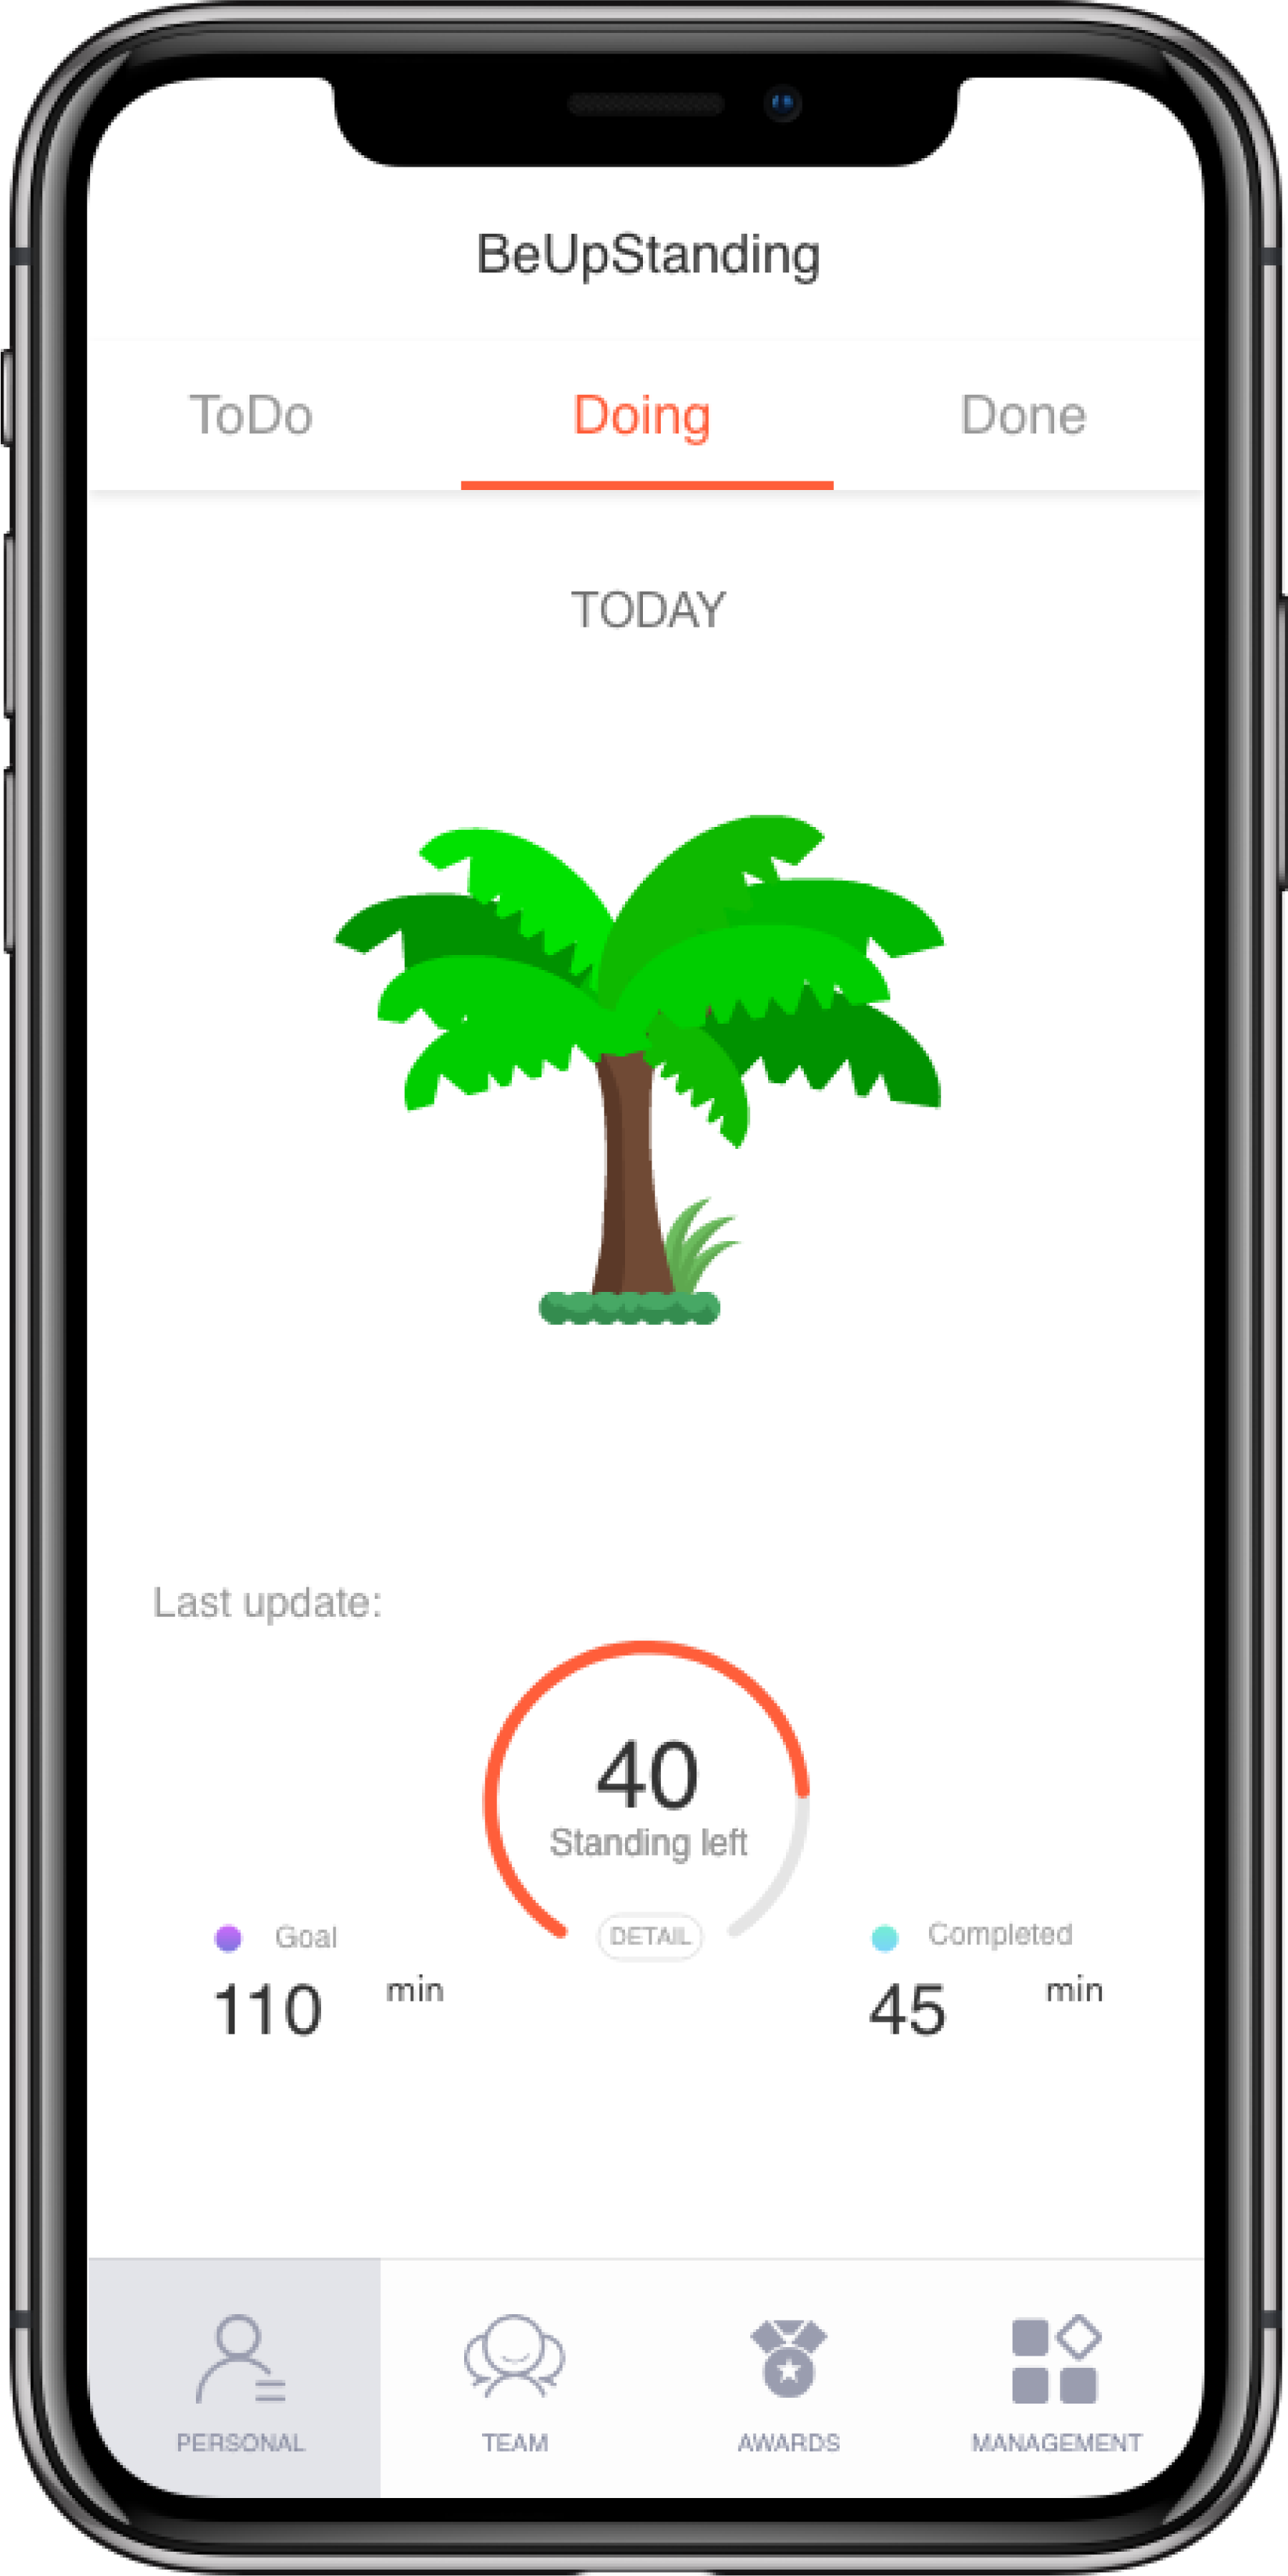 BeUpStanding
ToDo Doing Done
TODAY
Last update:
40
Standing left
Goal DETAIL Completed
110 min 45 min
PERSONAL TEAM AWARDS MANAGEMENT